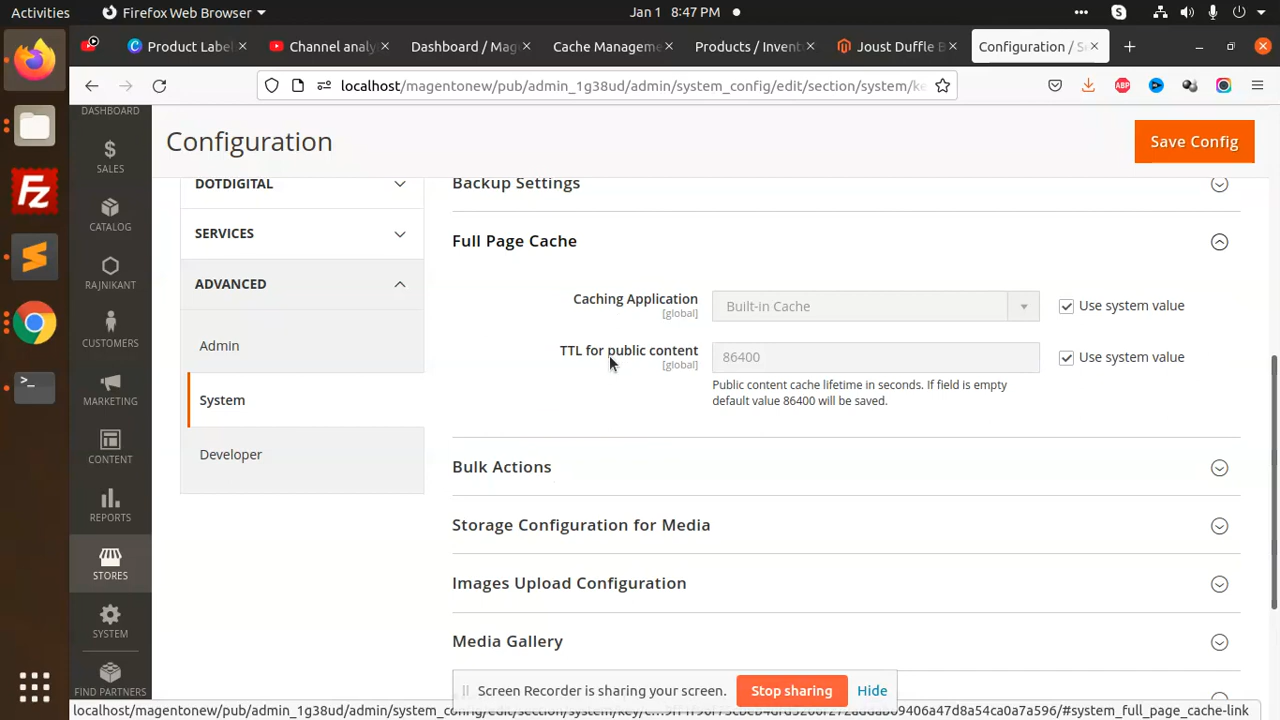 Activities
Firefox Web Browser
Jan 1 8:47 PM
S
Product Label
Channel analy
Dashboard / Mag
Cache Manageme
Products / Invent
Joust Duffle B
Configuration / S
localhost/magentonew/pub/admin_1g38ud/admin/system_config/edit/section/system/ke
ABP
DASHBOARD
SALES
CATALOG
RAJNIKANT
CUSTOMERS
MARKETING
CONTENT
REPORTS
STORES
SYSTEM
FIND PARTNERS
Fz
Configuration
Save Config
DOTDIGITAL
SERVICES
ADVANCED
Admin
System
Developer
Backup Settings
Full Page Cache
Caching Application
[global]
Built-in Cache
Use system value
TTL for public content
[global]
86400
Use system value
Public content cache lifetime in seconds. If field is empty
default value 86400 will be saved.
Bulk Actions
Storage Configuration for Media
Images Upload Configuration
Media Gallery
Screen Recorder is sharing your screen.
Stop sharing
Hide